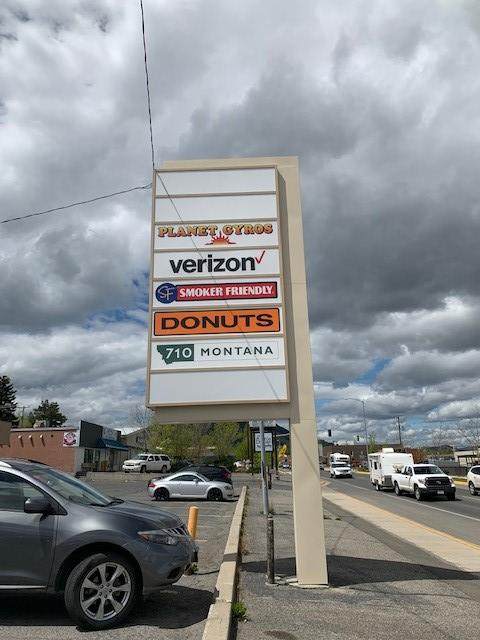 PLANET GYROS
verizon
SF SMOKER FRIENDLY
DONUTS
710 MONTANA